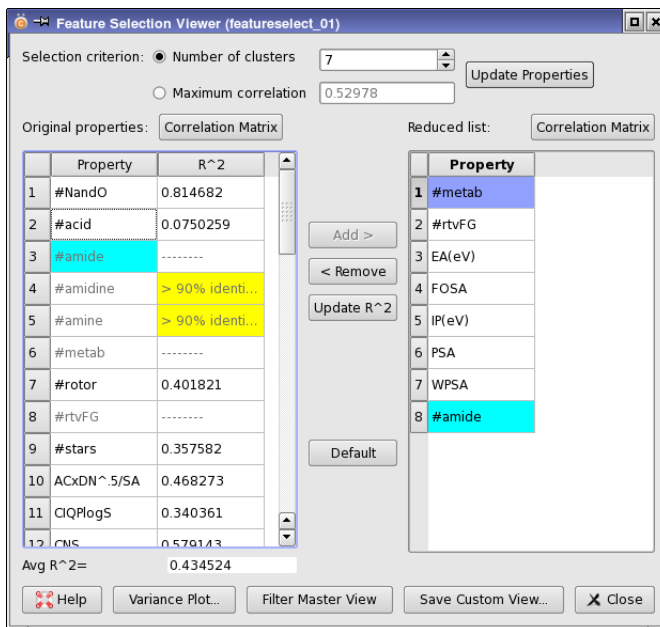 Feature Selection Viewer (featureselect_01)
Selection criterion: Number of clusters 7
Update Properties
Maximum correlation 0.52978
Original properties: Correlation Matrix Reduced list: Correlation Matrix
Property R^2
1 #NandO 0.814682
2 #acid 0.0750259
3 #amide --------
4 #amidine > 90% identi...
5 #amine > 90% identi...
6 #metab --------
7 #rotor 0.401821
8 #rtvFG --------
9 #stars 0.357582
10 ACxDN^.5/SA 0.468273
11 CIQPlogS 0.340361
12 CNS 0.579143
Avg R^2= 0.434524
Add >
< Remove
Update R^2
Default
Property
1 #metab
2 #rtvFG
3 EA(eV)
4 FOSA
5 IP(eV)
6 PSA
7 WPSA
8 #amide
Help Variance Plot... Filter Master View Save Custom View... Close